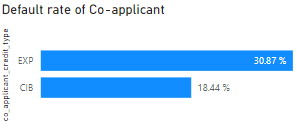 Default rate of Co-applicant
co_applicant_credit_type
EXP
30.87 %
CIB
18.44 %